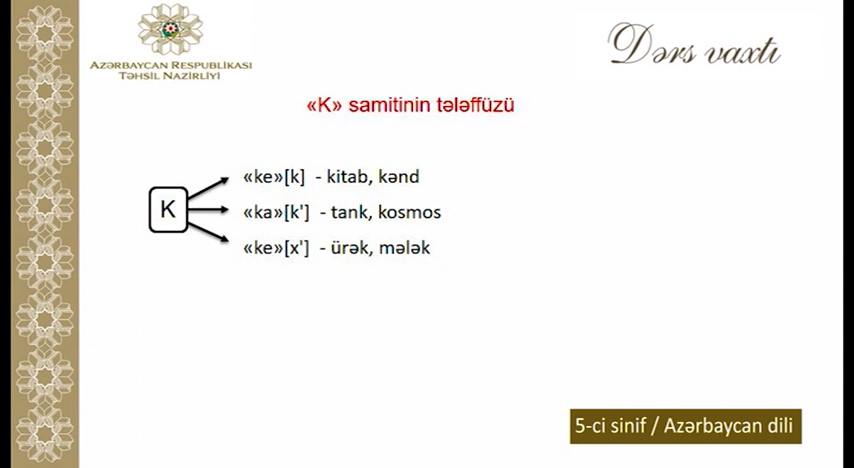 AZƏRBAYCAN RESPUBLİKASI
TƏHSİL NAZİRLİYİ
Dərs vaxtı
«K» samitinin tələffüzü
K
«ke»[k] - kitab, kənd
«ka»[k'] - tank, kosmos
«ke»[x'] - ürək, mələk
5-ci sinif / Azərbaycan dili